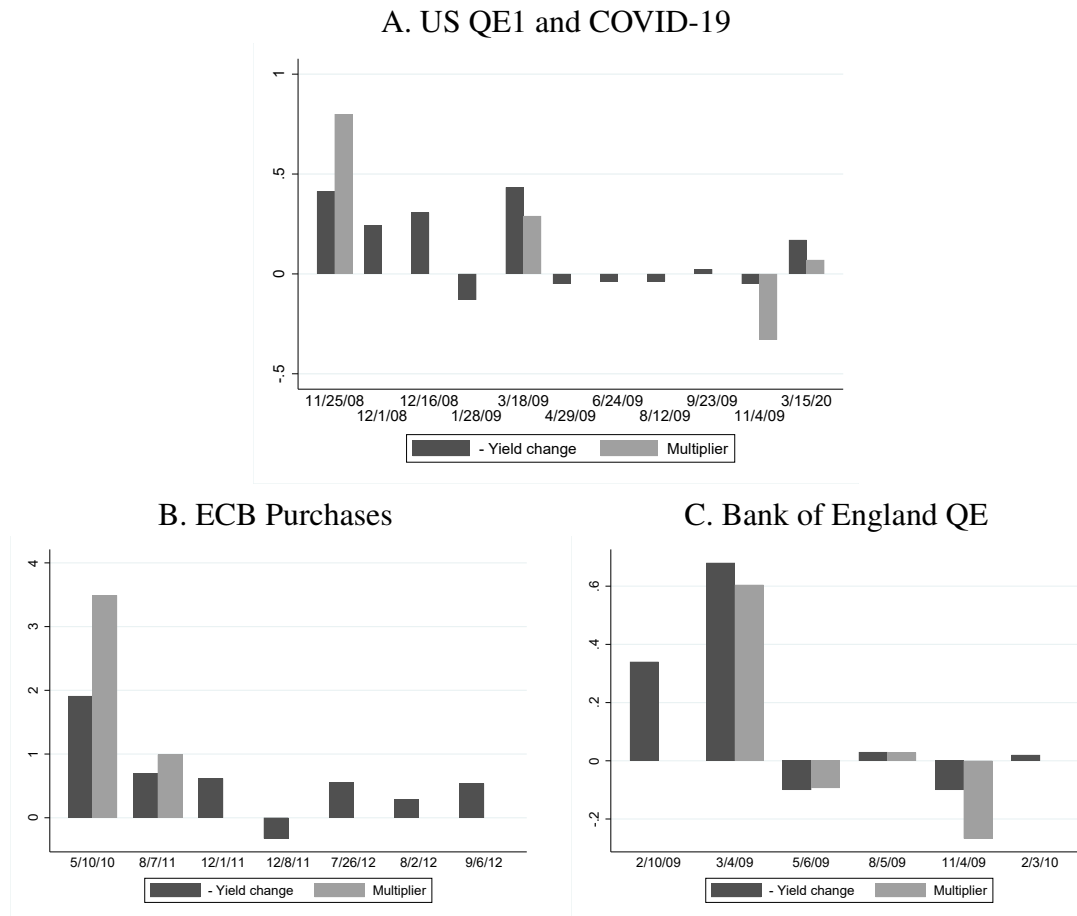 A. US QE1 and COVID-19
1
.5
0
-.5
11/25/08 12/16/08 3/18/09 6/24/09 9/23/09 3/15/20
12/1/08 1/28/09 4/29/09 8/12/09 11/4/09
- Yield change Multiplier
B. ECB Purchases
4
3
2
1
0
5/10/10 8/7/11 12/1/11 12/8/11 7/26/12 8/2/12 9/6/12
- Yield change Multiplier
C. Bank of England QE
.6
.4
.2
0
-.2
2/10/09 3/4/09 5/6/09 8/5/09 11/4/09 2/3/10
- Yield change Multiplier